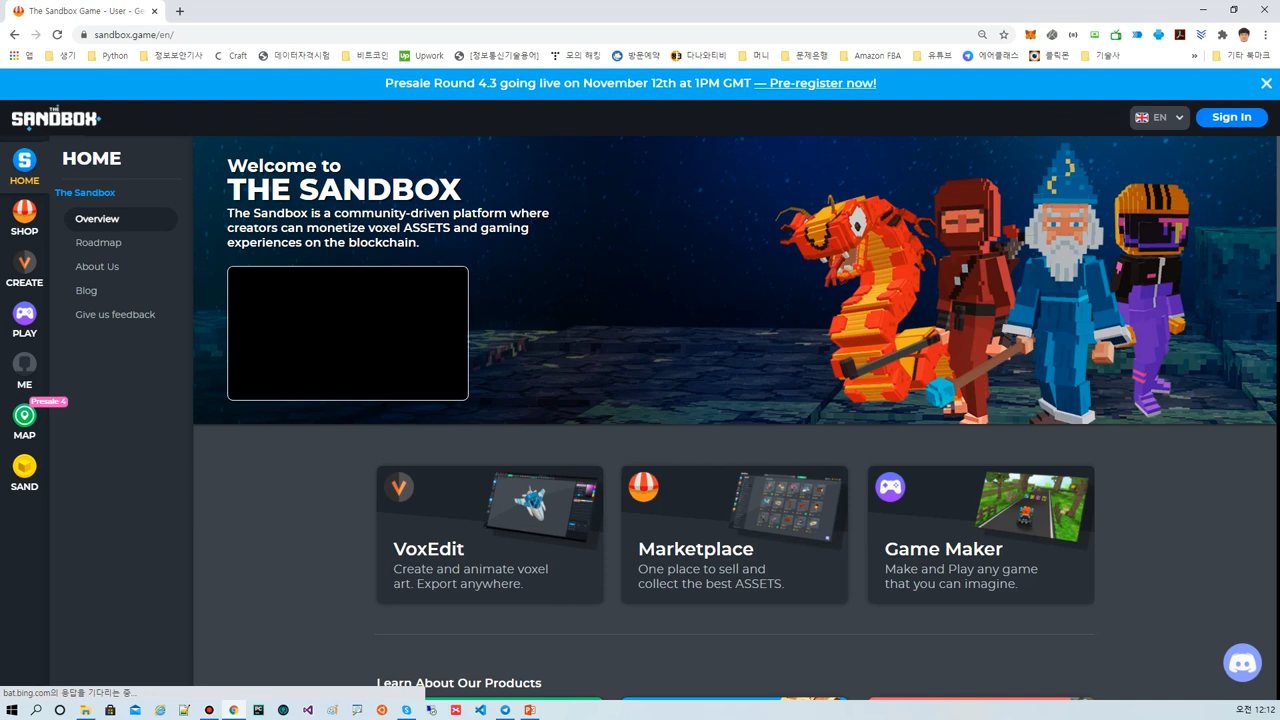 The Sandbox Game - User - Ge
sandbox.game/en/
앱
생기
Python
정보보안기사
Craft
데이터자격시험
비트코인
Upwork
[정보통신기술용어]
모의 해킹
방문예약
다나와티비
머니
문제은행
Amazon FBA
유튜브
에어클래스
클릭온
기술사
»
기타 북마크
Presale Round 4.3 going live on November 12th at 1PM GMT — Pre-register now!
THE
SANDBOX
EN
Sign In
HOME
SHOP
CREATE
PLAY
ME
Presale 4
MAP
SAND
HOME
The Sandbox
Overview
Roadmap
About Us
Blog
Give us feedback
Welcome to
THE SANDBOX
The Sandbox is a community-driven platform where
creators can monetize voxel ASSETS and gaming
experiences on the blockchain.
VoxEdit
Create and animate voxel
art. Export anywhere.
Marketplace
One place to sell and
collect the best ASSETS.
Game Maker
Make and Play any game
that you can imagine.
Learn About Our Products
bat.bing.com의 응답을 기다리는 중...
오전 12:12